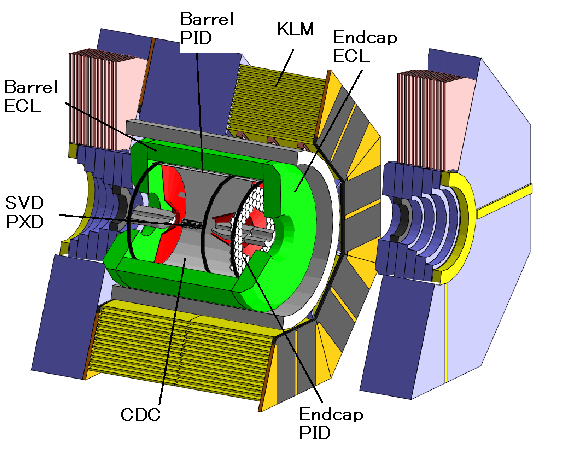 Barrel
PID
KLM
Endcap
ECL
Barrel
ECL
SVD
PXD
CDC
Endcap
PID